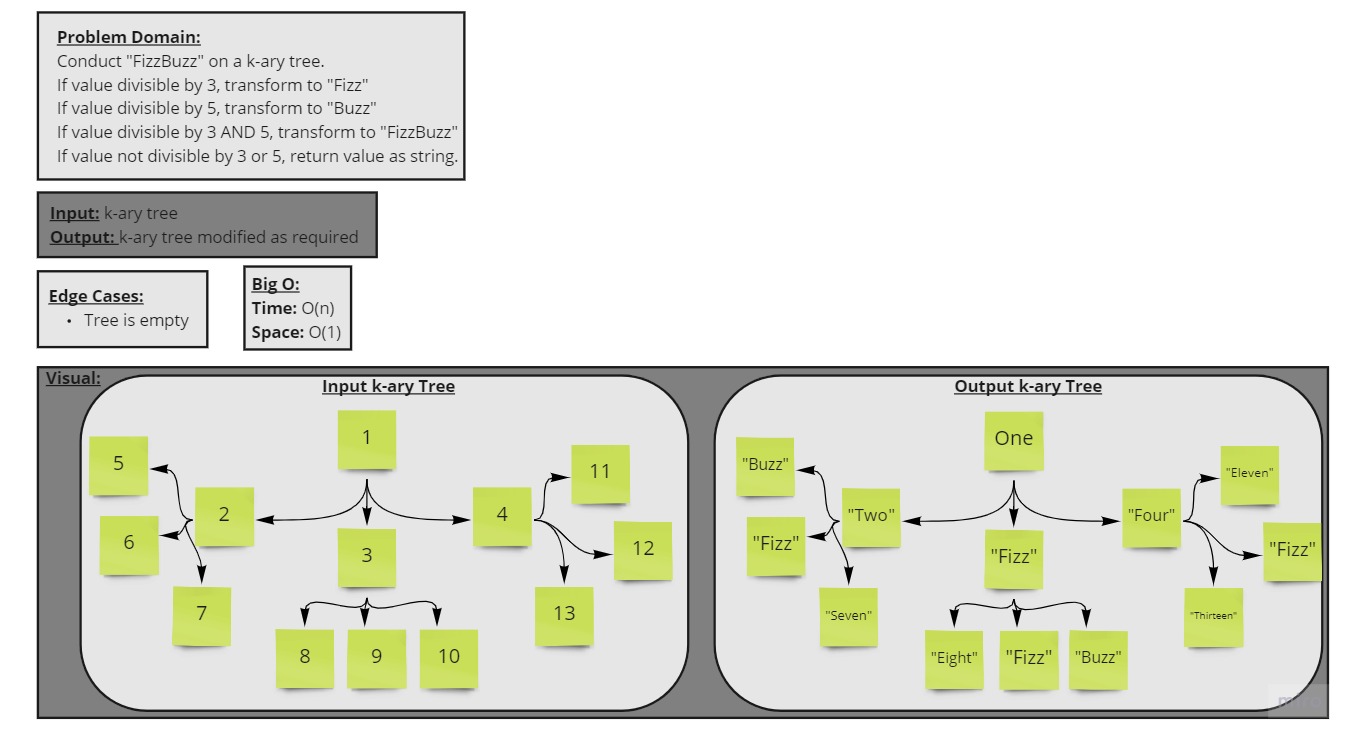 Problem Domain:
Conduct "FizzBuzz" on a k-ary tree.
If value divisible by 3, transform to "Fizz"
If value divisible by 5, transform to "Buzz"
If value divisible by 3 AND 5, transform to "FizzBuzz"
If value not divisible by 3 or 5, return value as string.
Input: k-ary tree
Output: k-ary tree modified as required
Edge Cases:
• Tree is empty
Big O:
Time: O(n)
Space: O(1)
Visual:
Input k-ary Tree
1
5
11
2
4
6
3
12
7
13
8
9
10
Output k-ary Tree
One
"Buzz"
"Eleven"
"Two"
"Four"
"Fizz"
"Fizz"
"Fizz"
"Seven"
"Thirteen"
"Eight"
"Fizz"
"Buzz"
miro